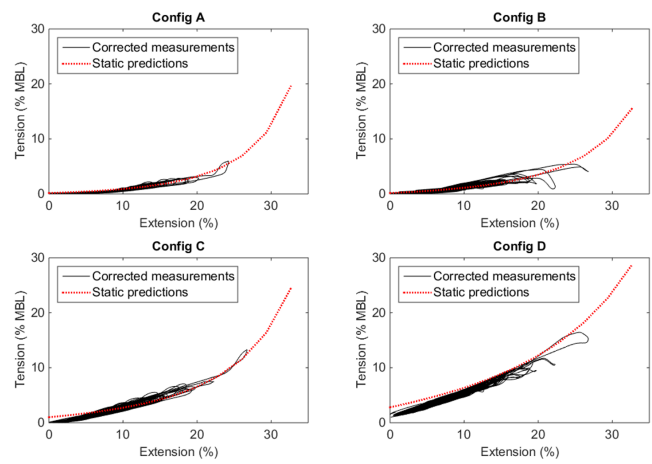 Config A
Tension (% MBL)
30
20
10
0
Corrected measurements
Static predictions
0 10 20 30
Extension (%)
Config B
Tension (% MBL)
30
20
10
0
Corrected measurements
Static predictions
0 10 20 30
Extension (%)
Config C
Tension (% MBL)
30
20
10
0
Corrected measurements
Static predictions
0 10 20 30
Extension (%)
Config D
Tension (% MBL)
30
20
10
0
Corrected measurements
Static predictions
0 10 20 30
Extension (%)